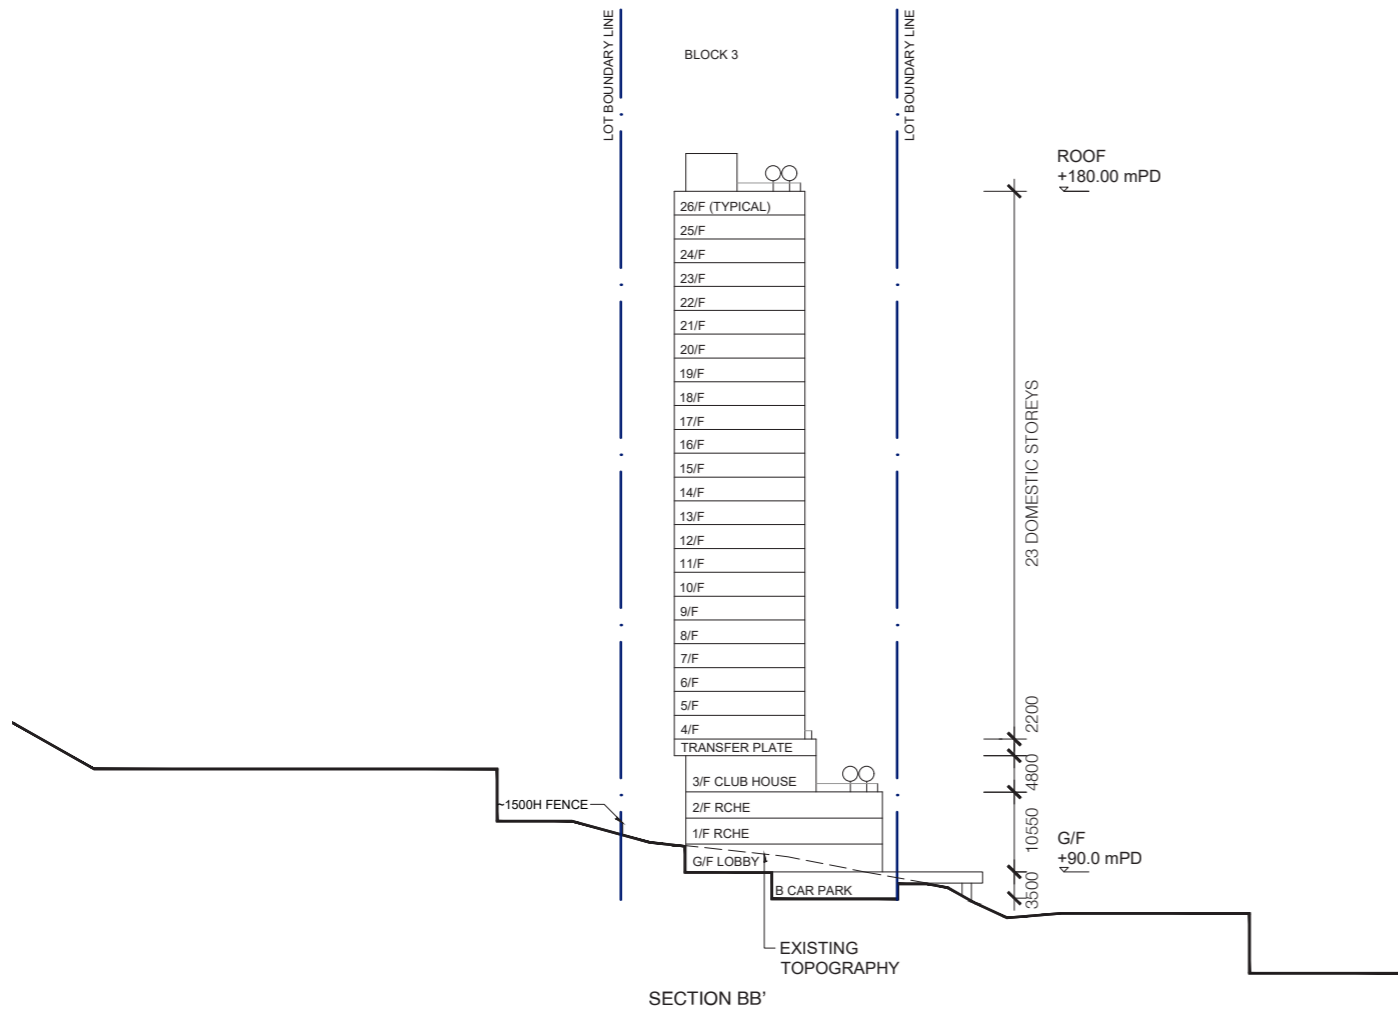 LOT BOUNDARY LINE
BLOCK 3
LOT BOUNDARY LINE
ROOF
+180.00 mPD
26/F (TYPICAL)
25/F
24/F
23/F
22/F
21/F
20/F
19/F
18/F
17/F
16/F
15/F
14/F
13/F
12/F
11/F
10/F
9/F
8/F
7/F
6/F
5/F
4/F
TRANSFER PLATE
3/F CLUB HOUSE
2/F RCHE
1/F RCHE
G/F LOBBY
B CAR PARK
23 DOMESTIC STOREYS
2200
4800
10550
3500
G/F
+90.0 mPD
~1500H FENCE
EXISTING
TOPOGRAPHY
SECTION BB'